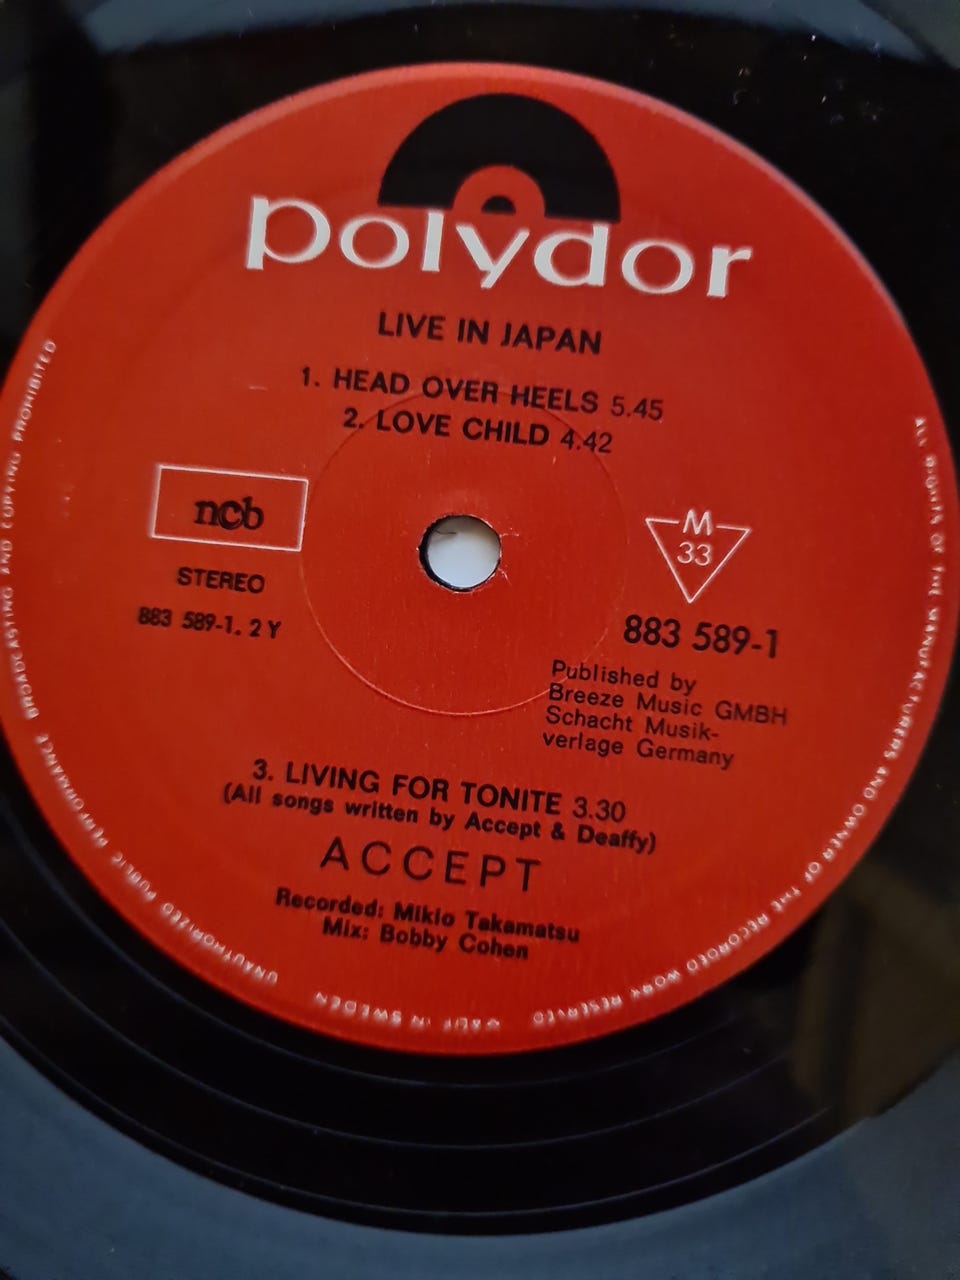 polydor
LIVE IN JAPAN
1. HEAD OVER HEELS 5.45
2. LOVE CHILD 4.42
ncb
STEREO
883 589-1. 2 Y
M
33
883 589-1
Published by
Breeze Music GMBH
Schacht Musik-
verlage Germany
3. LIVING FOR TONITE 3.30
(All songs written by Accept & Deaffy)
ACCEPT
Recorded: Mikio Takamatsu
Mix: Bobby Cohen
ALL RIGHTS OF THE MANUFACTURERS AND OWNER OF THE RECORDED WORK RESERVED
MADE IN SWEDEN
UNAUTHORIZED PUBLIC PERFORMANCE BROADCASTING AND COPYING PROHIBITED